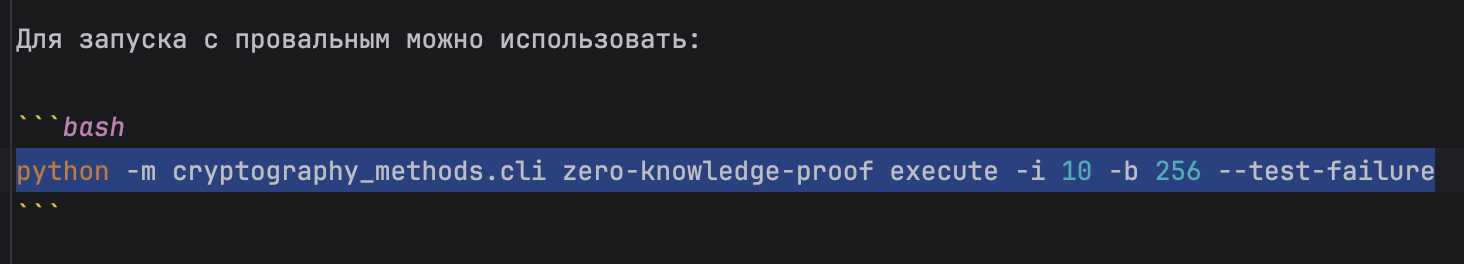 Для запуска с провальным можно использовать:
```bash
python -m cryptography_methods.cli zero-knowledge-proof execute -i 10 -b 256 --test-failure
```